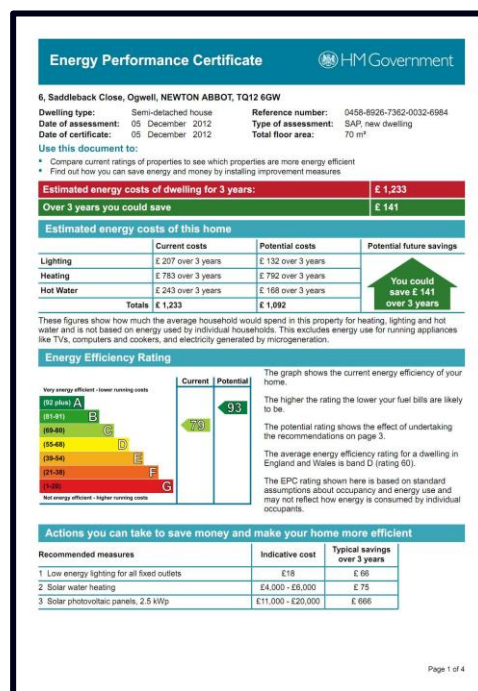 Energy Performance Certificate
HM Government
6, Saddleback Close, Ogwell, NEWTON ABBOT, TQ12 6GW
Dwelling type: Semi-detached house
Reference number: 0458-8926-7362-0032-6984
Date of assessment: 05 December 2012
Type of assessment: SAP, new dwelling
Date of certificate: 05 December 2012
Total floor area: 70 m²
Use this document to:
• Compare current ratings of properties to see which properties are more energy efficient
• Find out how you can save energy and money by installing improvement measures
Estimated energy costs of dwelling for 3 years: £ 1,233
Over 3 years you could save £ 141
Estimated energy costs of this home
Current costs Potential costs Potential future savings
Lighting £ 207 over 3 years £ 132 over 3 years
Heating £ 783 over 3 years £ 792 over 3 years
Hot Water £ 243 over 3 years £ 168 over 3 years
Totals £ 1,233 £ 1,092
You could
save £ 141
over 3 years
These figures show how much the average household would spend in this property for heating, lighting and hot
water and is not based on energy used by individual households. This excludes energy use for running appliances
like TVs, computers and cookers, and electricity generated by microgeneration.
Energy Efficiency Rating
Current Potential
Very energy efficient - lower running costs
(92 plus) A
(81-91) B
(69-80) C
(55-68) D
(39-54) E
(21-38) F
(1-20) G
Not energy efficient - higher running costs
79
93
The graph shows the current energy efficiency of your
home.
The higher the rating the lower your fuel bills are likely
to be.
The potential rating shows the effect of undertaking
the recommendations on page 3.
The average energy efficiency rating for a dwelling in
England and Wales is band D (rating 60).
The EPC rating shown here is based on standard
assumptions about occupancy and energy use and
may not reflect how energy is consumed by individual
occupants.
Actions you can take to save money and make your home more efficient
Recommended measures Indicative cost Typical savings
over 3 years
1 Low energy lighting for all fixed outlets £18 £ 66
2 Solar water heating £4,000 - £6,000 £ 75
3 Solar photovoltaic panels, 2.5 kWp £11,000 - £20,000 £ 666
Page 1 of 4